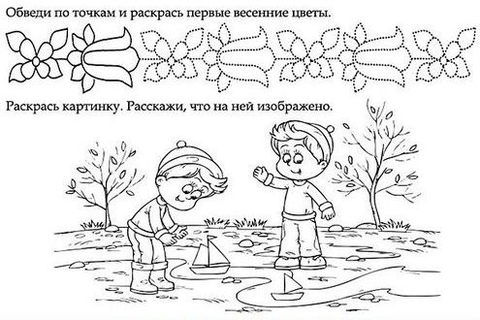 Обведи по точкам и раскрась первые весенние цветы.
Раскрась картинку. Расскажи, что на ней изображено.